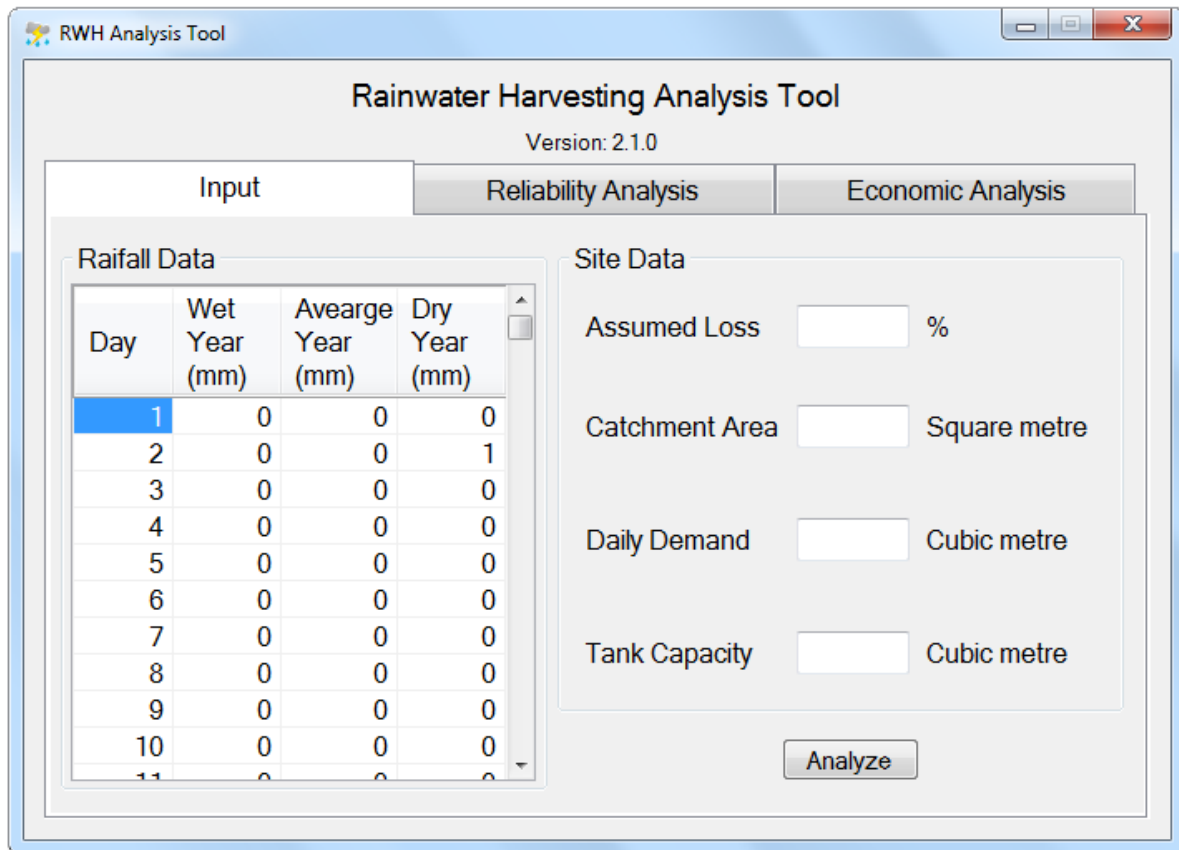 RWH Analysis Tool
Rainwater Harvesting Analysis Tool
Version: 2.1.0
Input Reliability Analysis Economic Analysis
Raifall Data
Day Wet Year (mm) Avearge Year (mm) Dry Year (mm)
1 0 0 0
2 0 0 1
3 0 0 0
4 0 0 0
5 0 0 0
6 0 0 0
7 0 0 0
8 0 0 0
9 0 0 0
10 0 0 0
11 0 0 0
Site Data
Assumed Loss %
Catchment Area Square metre
Daily Demand Cubic metre
Tank Capacity Cubic metre
Analyze